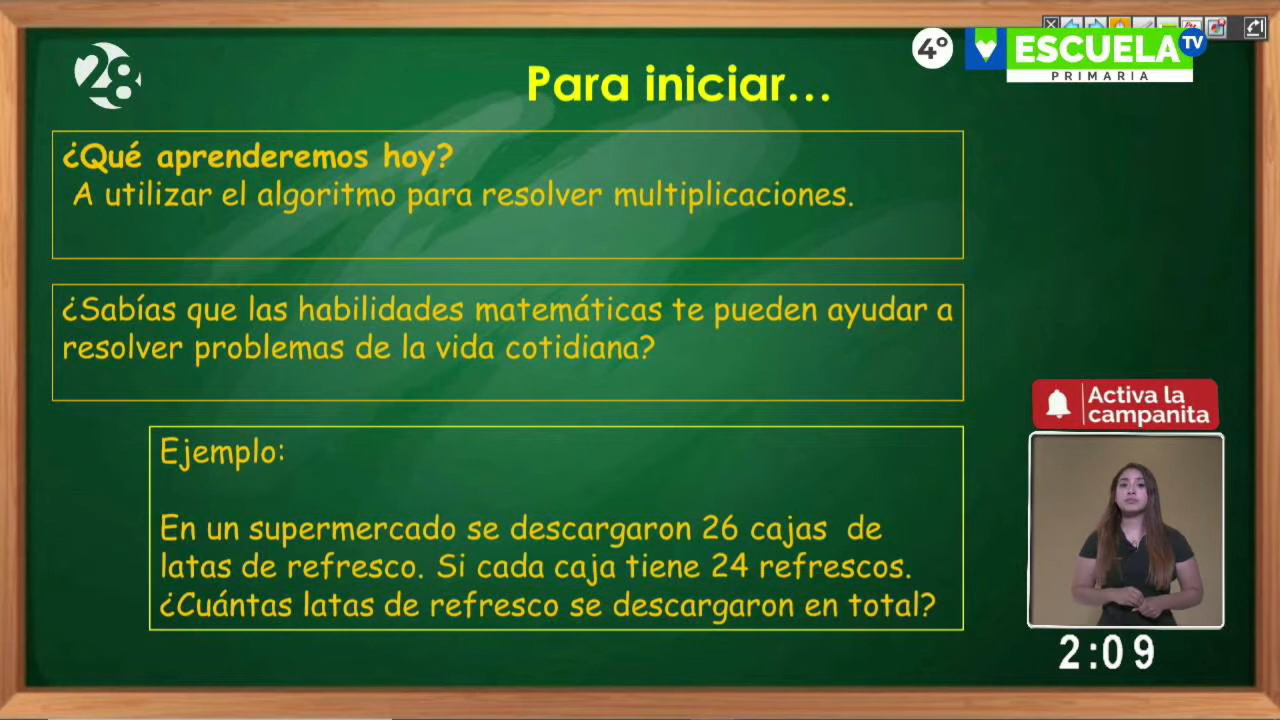 28
4º
ESCUELA TV
PRIMARIA
Para iniciar...
¿Qué aprenderemos hoy?
A utilizar el algoritmo para resolver multiplicaciones.
¿Sabías que las habilidades matemáticas te pueden ayudar a
resolver problemas de la vida cotidiana?
Ejemplo:
En un supermercado se descargaron 26 cajas de
latas de refresco. Si cada caja tiene 24 refrescos.
¿Cuántas latas de refresco se descargaron en total?
Activa la
campanita
2:09